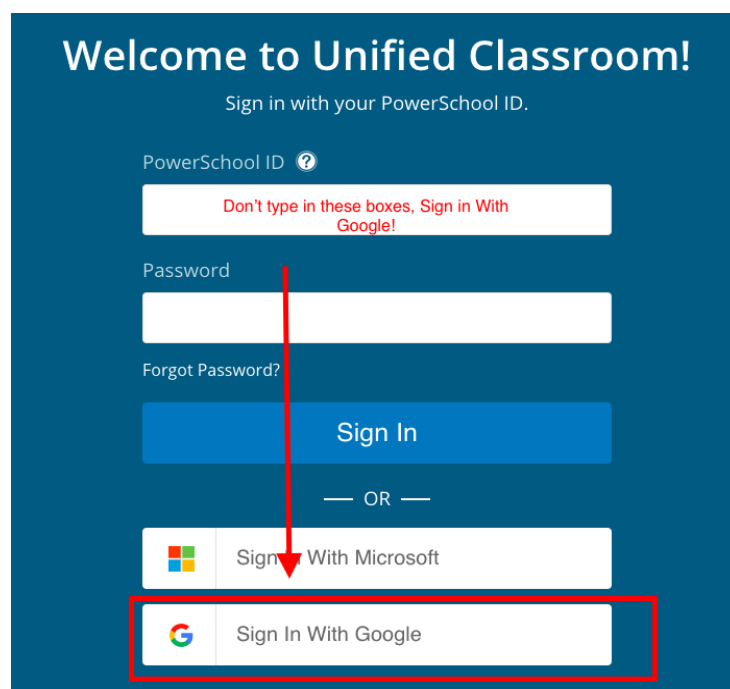 Welcome to Unified Classroom!
Sign in with your PowerSchool ID.
PowerSchool ID ?
Don't type in these boxes, Sign in With
Google!
Password
Forgot Password?
Sign In
OR
Sign In With Microsoft
Sign In With Google